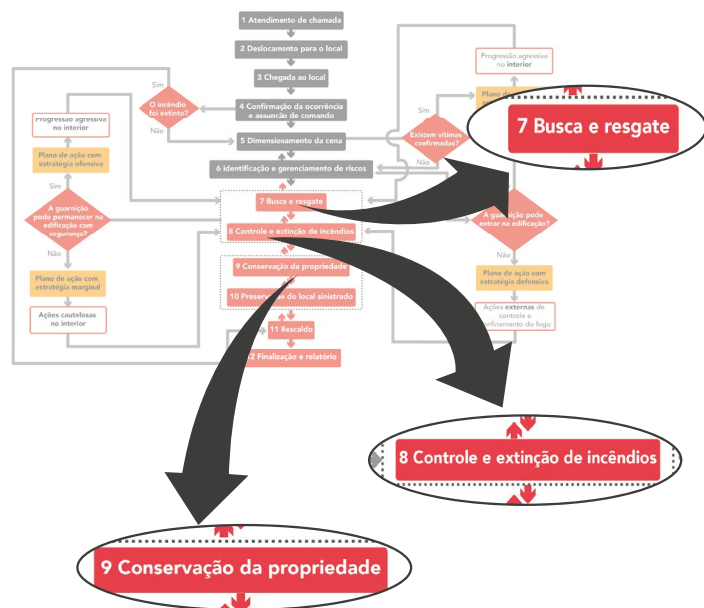 1 Atendimento de chamada
2 Deslocamento para o local
3 Chegada ao local
4 Confirmação da ocorrência
e assuncão de comando
5 Dimensionamento da cena
6 Identificação e gerenciamento de riscos
7 Busca e resgate
8 Controle e extinção de incêndios
9 Conservação da propriedade
10 Preservação do local sinistrado
11 Rescaldo
12 Finalização e relatório
Sim
O incêndio
foi extinto?
Não
Progressão agressiva
no interior
Plano de ação com
estratégia ofensiva
Sim
A guarnição
pode permanecer na
edificação com
segurança?
Não
Plano de ação com
estratégia marginal
Ações cautelosas
no interior
Progressão agressiva
no interior
Plano de
Sim
Existem vítimas
confirmadas?
Não
A guarnição pode
entrar na edificação?
Não
Plano de ação com
estratégia defensiva
Ações externas de
controle e
confinamento do fogo
7 Busca e resgate
8 Controle e extinção de incêndios
9 Conservação da propriedade